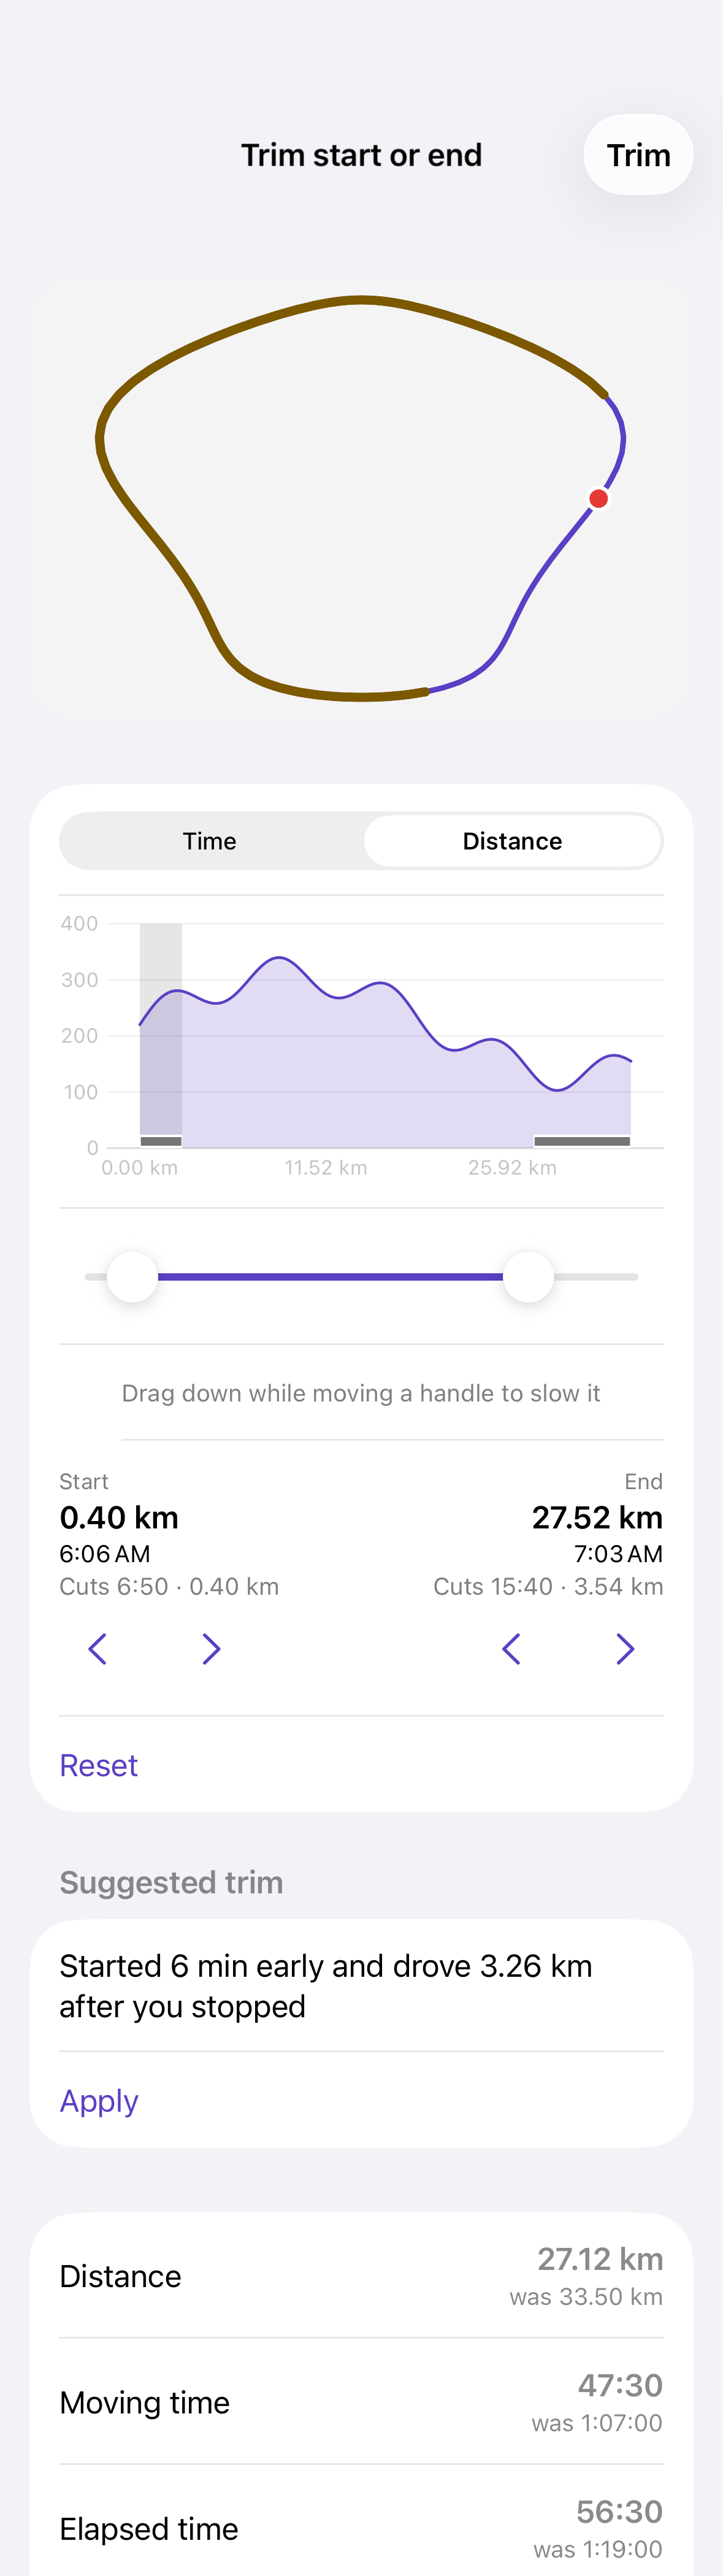 Trim start or end
Trim
Time
Distance
400
300
200
100
0
0.00 km
11.52 km
25.92 km
Drag down while moving a handle to slow it
Start
End
0.40 km
27.52 km
6:06 AM
7:03 AM
Cuts 6:50 · 0.40 km
Cuts 15:40 · 3.54 km
Reset
Suggested trim
Started 6 min early and drove 3.26 km
after you stopped
Apply
Distance
27.12 km
was 33.50 km
Moving time
47:30
was 1:07:00
Elapsed time
56:30
was 1:19:00